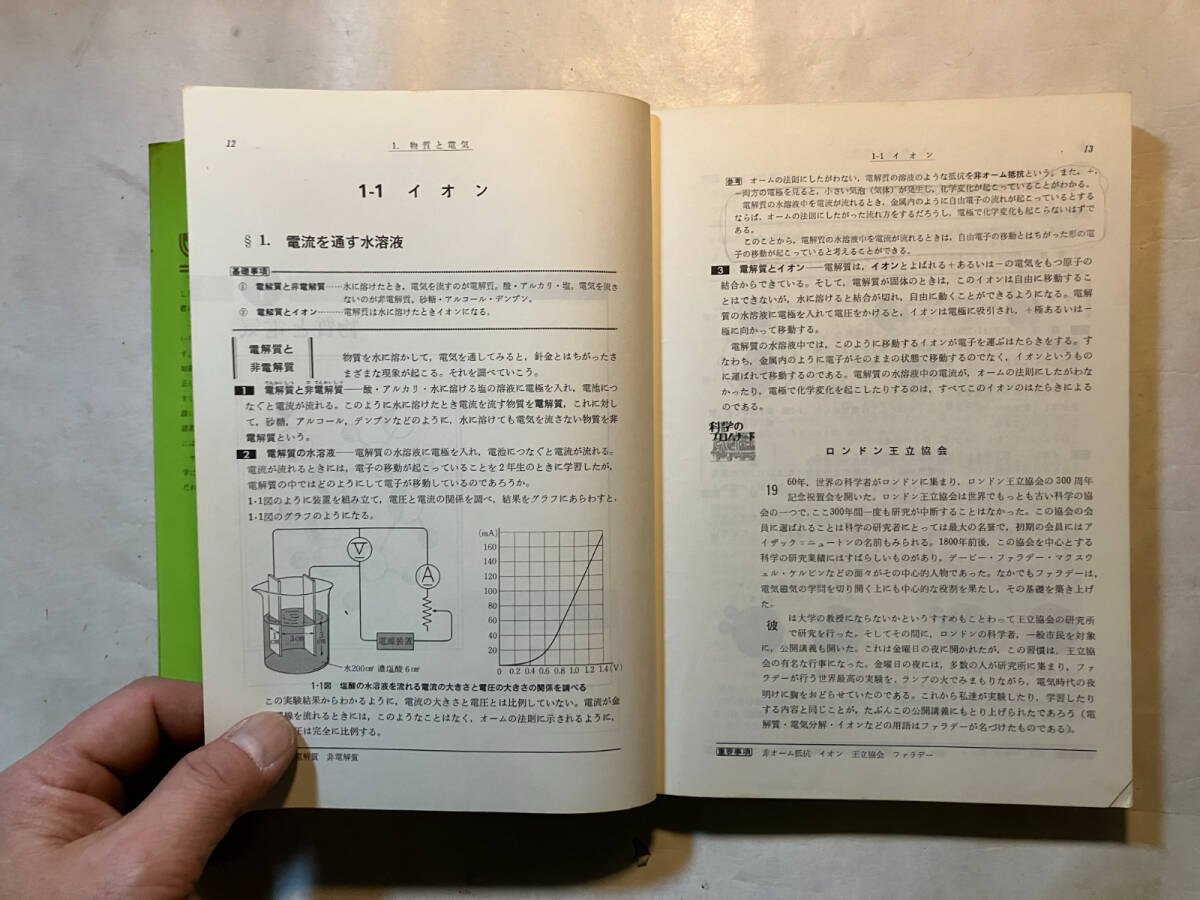 12
1. 物質と電気
1-1 イオン
§1. 電流を通す水溶液
基礎事項
① 電解質と非電解質……水に溶けたとき，電気を流すのが電解質。酸・アルカリ・塩。電気を流さ
ないのが非電解質。砂糖・アルコール・デンプン。
② 電解質とイオン………電解質は水に溶けたときイオンになる。
電解質と
非電解質
物質を水に溶かして，電気を通してみると，針金とはちがったさ
まざまな現象が起こる。それを調べていこう。
1 電解質と非電解質――酸・アルカリ・水に溶ける塩の溶液に電極を入れ，電池につ
なぐと電流が流れる。このように水に溶けたとき電流を流す物質を電解質，これに対し
て，砂糖，アルコール，デンプンなどのように，水に溶けても電気を流さない物質を非
電解質という。
2 電解質の水溶液――電解質の水溶液に電極を入れ，電池につなぐと電流が流れる。
電流が流れるときには，電子の移動が起こっていることを2年生のときに学習したが，
電解質の中ではどのようにして電子が移動しているのであろうか。
1・1図のように装置を組み立て，電圧と電流の関係を調べ，結果をグラフにあらわすと，
1・1図のグラフのようになる。
V
A
電源装置
3cm
水200cm³ 濃塩酸6cm³
(mA)
160
140
120
100
80
60
40
20
0 0.2 0.4 0.6 0.8 1.0 1.2 1.4(V)
1・1図 塩酸の水溶液を流れる電流の大きさと電圧の大きさの関係を調べる
この実験結果からわかるように，電流の大きさと電圧とは比例していない。電流が金
線を流れるときには，このようなことはなく，オームの法則に示されるように，
圧は完全に比例する。
電解質 非電解質
1-1 イオン
13
参考 オームの法則にしたがわない，電解質の溶液のような抵抗を非オーム抵抗という。また，＋，
－両方の電極を見ると，小さい気泡（気体）が発生し，化学変化が起こっていることがわかる。
電解質の水溶液中を電流が流れるとき，金属内のように自由電子の流れが起こっているとする
ならば，オームの法則にしたがった流れ方をするだろうし，電極で化学変化も起こらないはずで
ある。
このことから，電解質の水溶液中を電流が流れるときは，自由電子の移動とはちがった形の電
子の移動が起こっていると考えることができる。
3 電解質とイオン――電解質は，イオンとよばれる＋あるいは－の電気をもつ原子の
結合からできている。そして，電解質が固体のときは，このイオンは自由に移動するこ
とはできないが，水に溶けると結合が切れ，自由に動くことができるようになる。電解
質の水溶液に電極を入れて電圧をかけると，イオンは電極に吸引され，＋極あるいは－
極に向かって移動する。
電解質の水溶液中では，このように移動するイオンが電子を運ぶはたらきをする。す
なわち，金属内のように電子がそのままの状態で移動するのでなく，イオンというもの
に運ばれて移動するのである。電解質の水溶液中の電流が，オームの法則にしたがわな
かったり，電極で化学変化を起こしたりするのは，すべてこのイオンのはたらきによる
のである。
科学の
プロムナード
ロンドン王立協会
1960年，世界の科学者がロンドンに集まり，ロンドン王立協会の300周年
記念祝賀会を開いた。ロンドン王立協会は世界でもっとも古い科学の協
会の一つで，ここ300年間一度も研究が中断することはなかった。この協会の会
員に選ばれることは科学の研究者にとっては最大の名誉で，初期の会員にはア
イザック＝ニュートンの名前もみられる。1800年前後，この協会を中心とする
科学の研究業績にはすばらしいものがあり，デービー・ファラデー・マクスウ
ェル・ケルビンなどの面々がその中心的人物であった。なかでもファラデーは，
電気磁気の学問を切り開く上にも中心的な役割を果たし，その基礎を築き上げ
た。
彼は大学の教授にならないかというすすめもことわって王立協会の研究所
で研究を行った。そしてその間に，ロンドンの科学者，一般市民を対象
に，公開講義も開いた。これは金曜日の夜に開かれたが，この習慣は，王立協
会の有名な行事になった。金曜日の夜には，多数の人が研究所に集まり，ファ
ラデーが行う世界最高の実験を，ランプの火でみまもりながら，電気時代の夜
明けに胸をおどらせていたのである。これから私達が実験したり，学習したり
する内容と同じことが，たぶんこの公開講義にもとり上げられたであろう（電
解質・電気分解・イオンなどの用語はファラデーが名づけたものである）。
重要事項 非オーム抵抗 イオン 王立協会 ファラデー